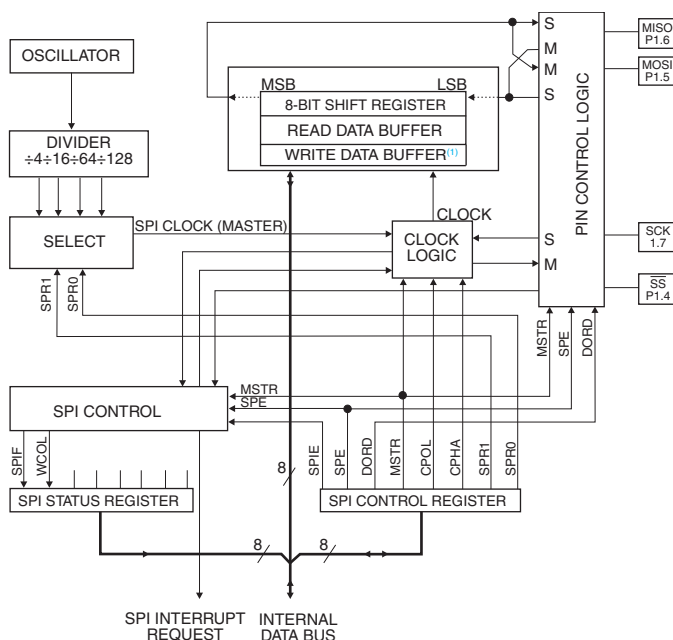 OSCILLATOR
DIVIDER
÷4÷16÷64÷128
SELECT
SPI CLOCK (MASTER)
SPR1
SPR0
MSB
LSB
8-BIT SHIFT REGISTER
READ DATA BUFFER
WRITE DATA BUFFER(1)
CLOCK
CLOCK
LOGIC
S
M
M
S
S
M
PIN CONTROL LOGIC
MISO
P1.6
MOSI
P1.5
SCK
1.7
SS
P1.4
MSTR
SPE
DORD
SPI CONTROL
MSTR
SPE
SPIF
WCOL
SPI STATUS REGISTER
SPIE
SPE
DORD
MSTR
CPOL
CPHA
SPR1
SPR0
SPI CONTROL REGISTER
8
8
8
SPI INTERRUPT
REQUEST
INTERNAL
DATA BUS